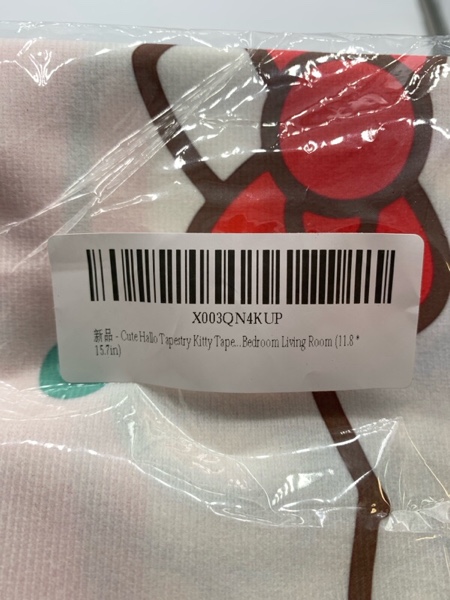 X003QN4KUP
新品 - Cute Hallo Tapestry Kitty Tape...Bedroom Living Room (11.8 *
15.7in)